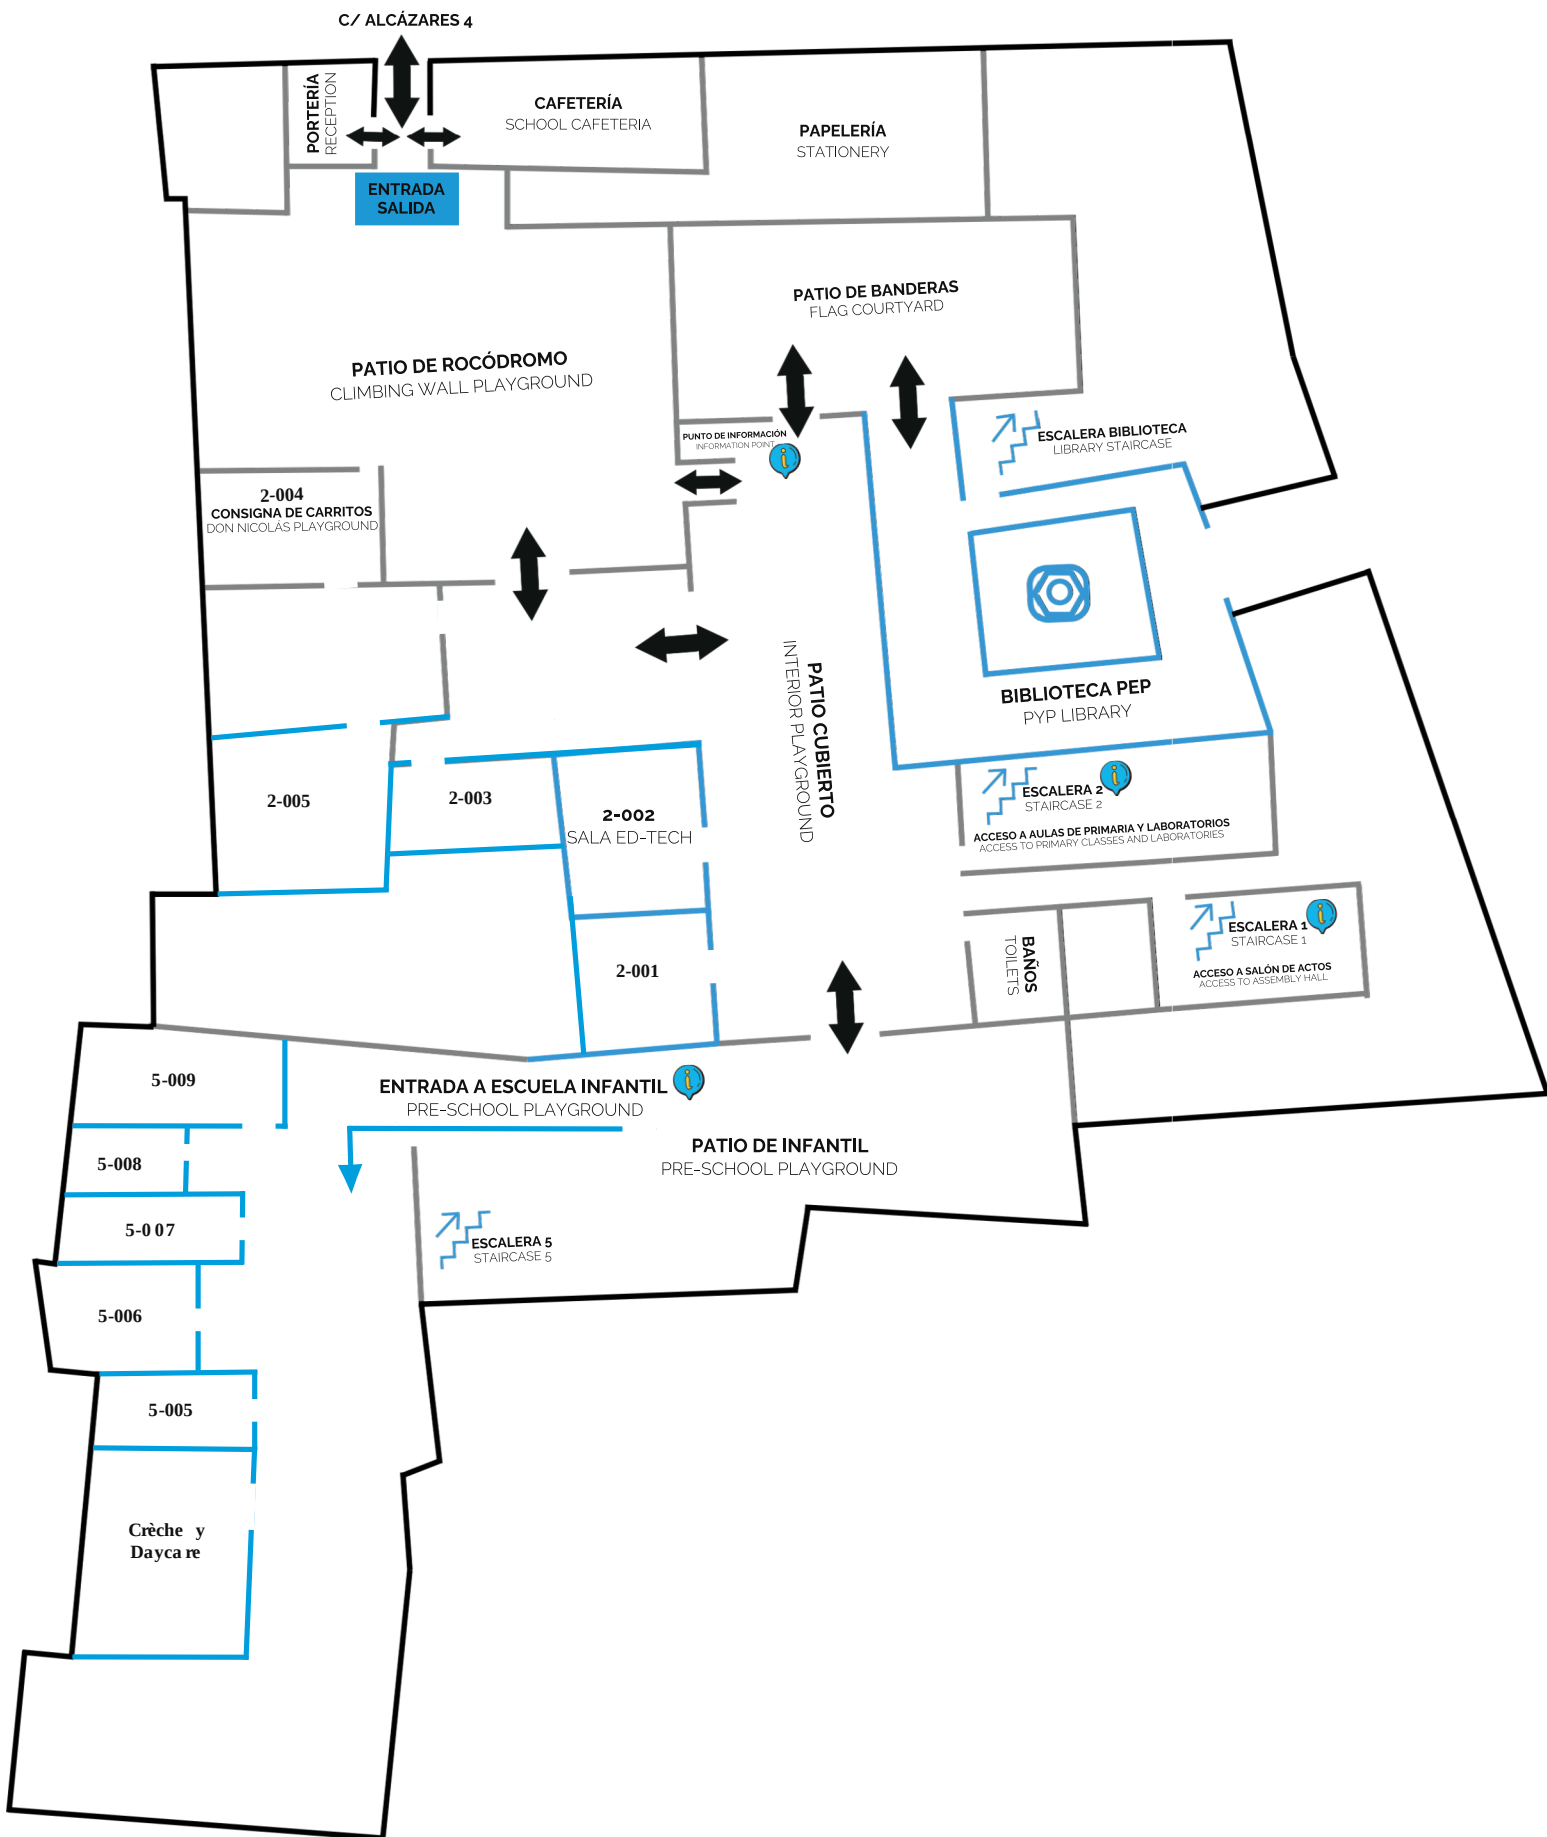 C/ ALCÁZARES 4
PORTERÍA
RECEPTION
CAFETERÍA
SCHOOL CAFETERIA
PAPELERÍA
STATIONERY
ENTRADA
SALIDA
PATIO DE BANDERAS
FLAG COURTYARD
PATIO DE ROCÓDROMO
CLIMBING WALL PLAYGROUND
PUNTO DE INFORMACIÓN
INFORMATION POINT
ESCALERA BIBLIOTECA
LIBRARY STAIRCASE
2-004
CONSIGNA DE CARRITOS
DON NICOLÁS PLAYGROUND
PATIO CUBIERTO
INTERIOR PLAYGROUND
BIBLIOTECA PEP
PYP LIBRARY
2-005
2-003
2-002
SALA ED-TECH
ESCALERA 2
STAIRCASE 2
ACCESO A AULAS DE PRIMARIA Y LABORATORIOS
ACCESS TO PRIMARY CLASSES AND LABORATORIES
2-001
BAÑOS
TOILETS
ESCALERA 1
STAIRCASE 1
ACCESO A SALÓN DE ACTOS
ACCESS TO ASSEMBLY HALL
5-009
ENTRADA A ESCUELA INFANTIL
PRE-SCHOOL PLAYGROUND
PATIO DE INFANTIL
PRE-SCHOOL PLAYGROUND
5-008
5-007
ESCALERA 5
STAIRCASE 5
5-006
5-005
Crèche y
Daycare